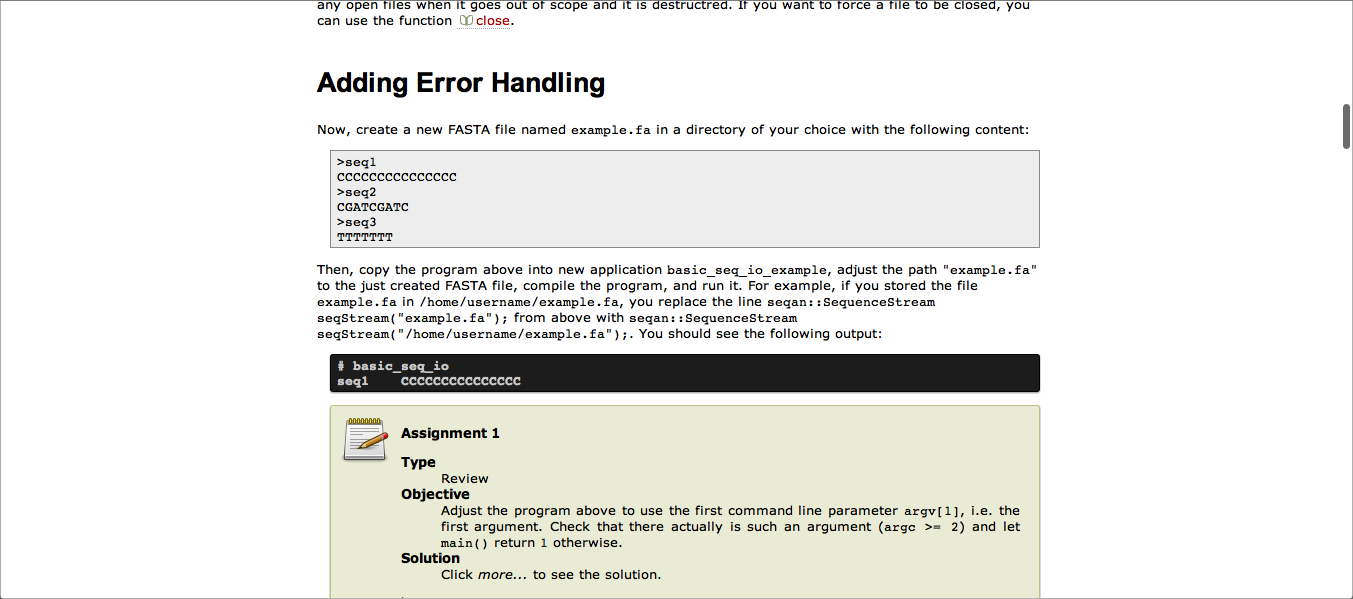 any open files when it goes out of scope and it is destructred. If you want to force a file to be closed, you
can use the function close.
Adding Error Handling
Now, create a new FASTA file named example.fa in a directory of your choice with the following content:
>seq1
CCCCCCCCCCCCCCC
>seq2
CGATCGATC
>seq3
TTTTTTT
Then, copy the program above into new application basic_seq_io_example, adjust the path "example.fa"
to the just created FASTA file, compile the program, and run it. For example, if you stored the file
example.fa in /home/username/example.fa, you replace the line seqan::SequenceStream
seqStream("example.fa"); from above with seqan::SequenceStream
seqStream("/home/username/example.fa");. You should see the following output:
# basic_seq_io
seq1    CCCCCCCCCCCCCCC
Assignment 1
Type
Review
Objective
Adjust the program above to use the first command line parameter argv[1], i.e. the
first argument. Check that there actually is such an argument (argc >= 2) and let
main() return 1 otherwise.
Solution
Click more... to see the solution.